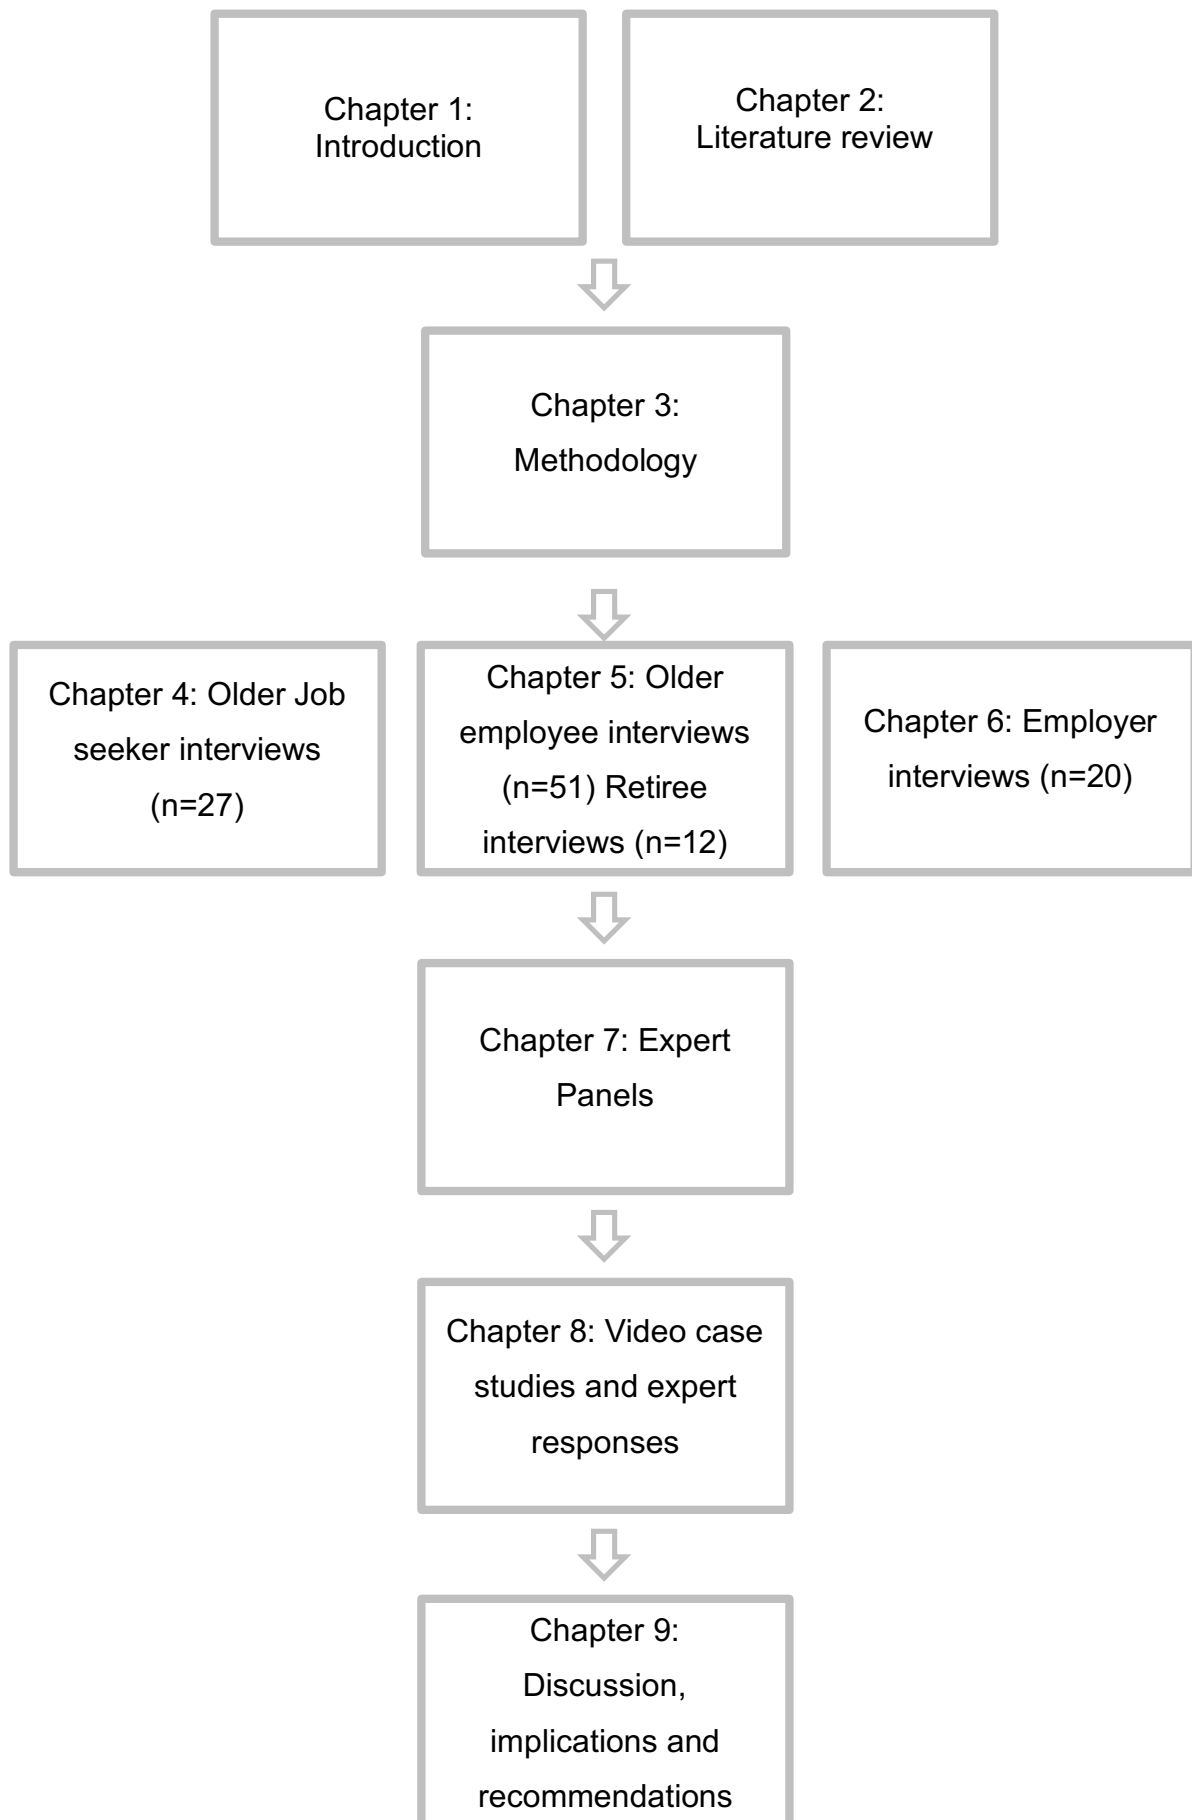 Chapter 1:
Introduction
Chapter 2:
Literature review
Chapter 3:
Methodology
Chapter 4: Older Job
seeker interviews
(n=27)
Chapter 5: Older
employee interviews
(n=51) Retiree
interviews (n=12)
Chapter 6: Employer
interviews (n=20)
Chapter 7: Expert
Panels
Chapter 8: Video case
studies and expert
responses
Chapter 9:
Discussion,
implications and
recommendations